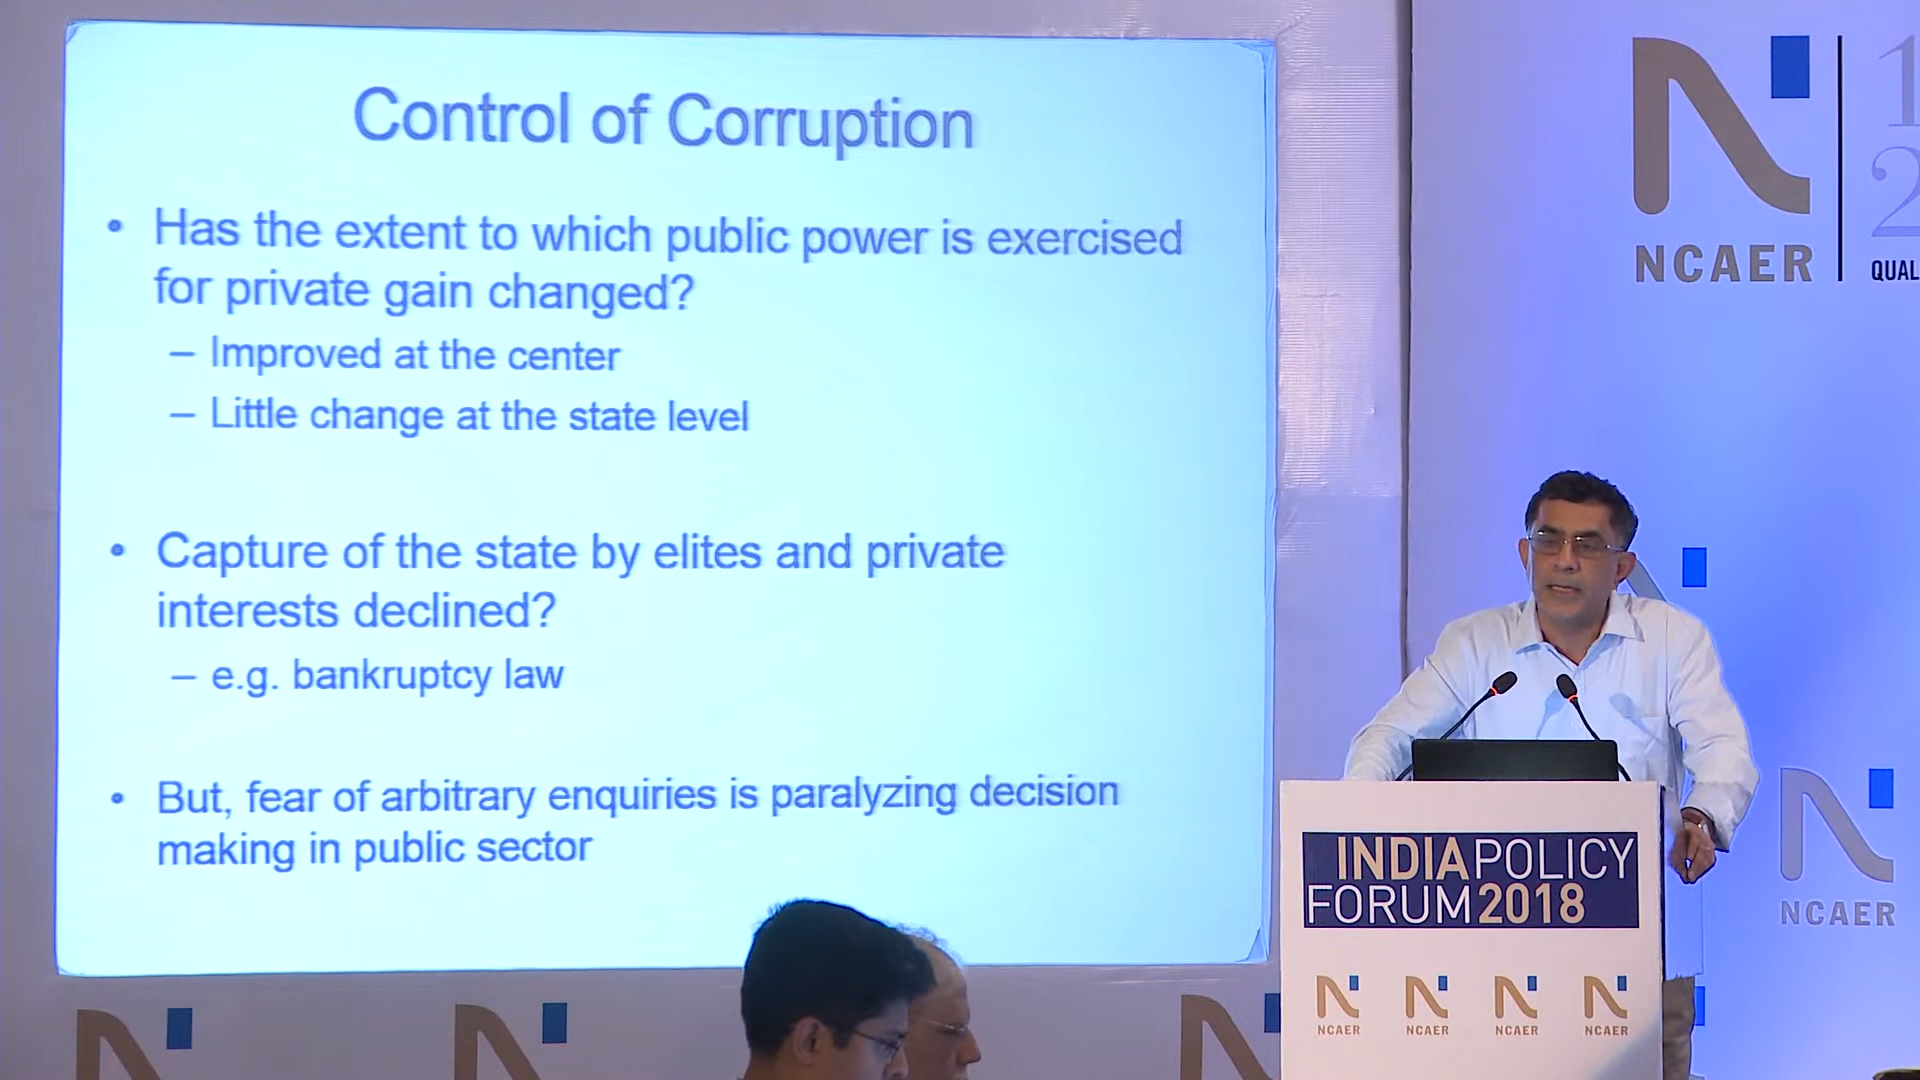 Control of Corruption
• Has the extent to which public power is exercised
for private gain changed?
– Improved at the center
– Little change at the state level
• Capture of the state by elites and private
interests declined?
– e.g. bankruptcy law
• But, fear of arbitrary enquiries is paralyzing decision
making in public sector
NCAER
QUAL
INDIA POLICY
FORUM 2018
NCAER
NCAER NCAER NCAER NCAER